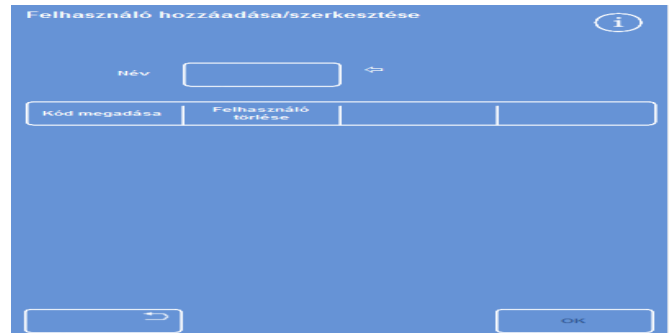 Felhasználó hozzáadása/szerkesztése
i
Név
Kód megadása
Felhasználó
törlése
OK